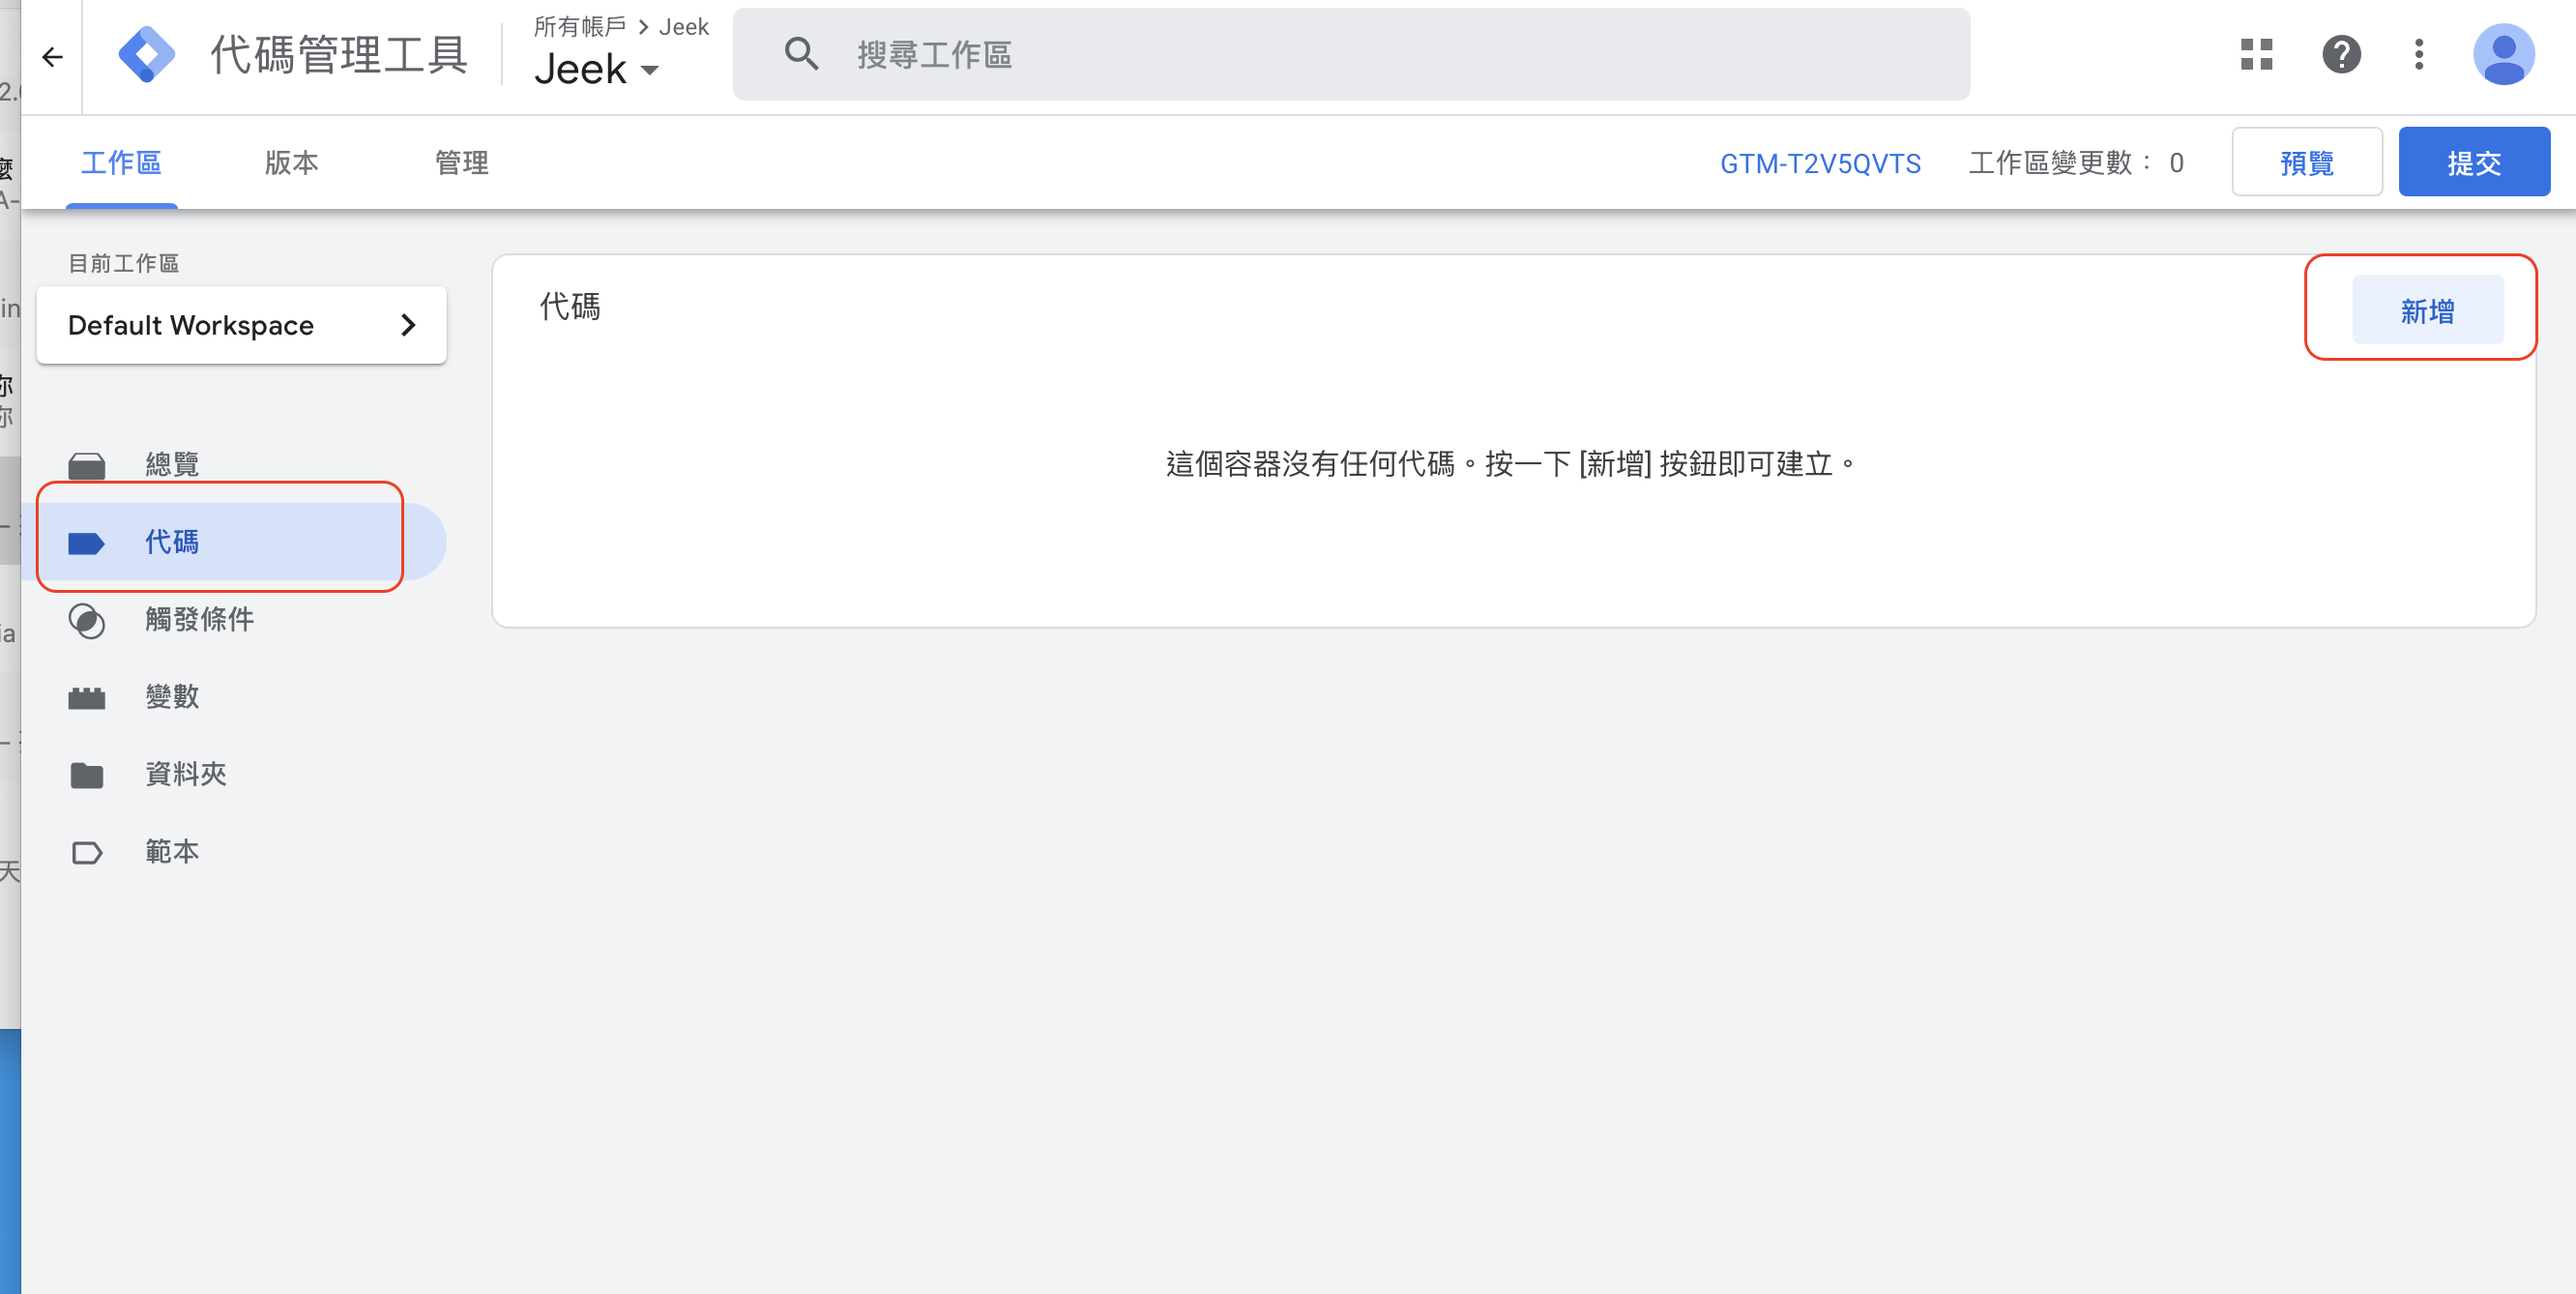 代碼管理工具
所有帳戶 > Jeek
Jeek
搜尋工作區
工作區
版本
管理
GTM-T2V5QVTS
工作區變更數： 0
預覽
提交
目前工作區
Default Workspace
總覽
代碼
觸發條件
變數
資料夾
範本
代碼
新增
這個容器沒有任何代碼。按一下 [新增] 按鈕即可建立。